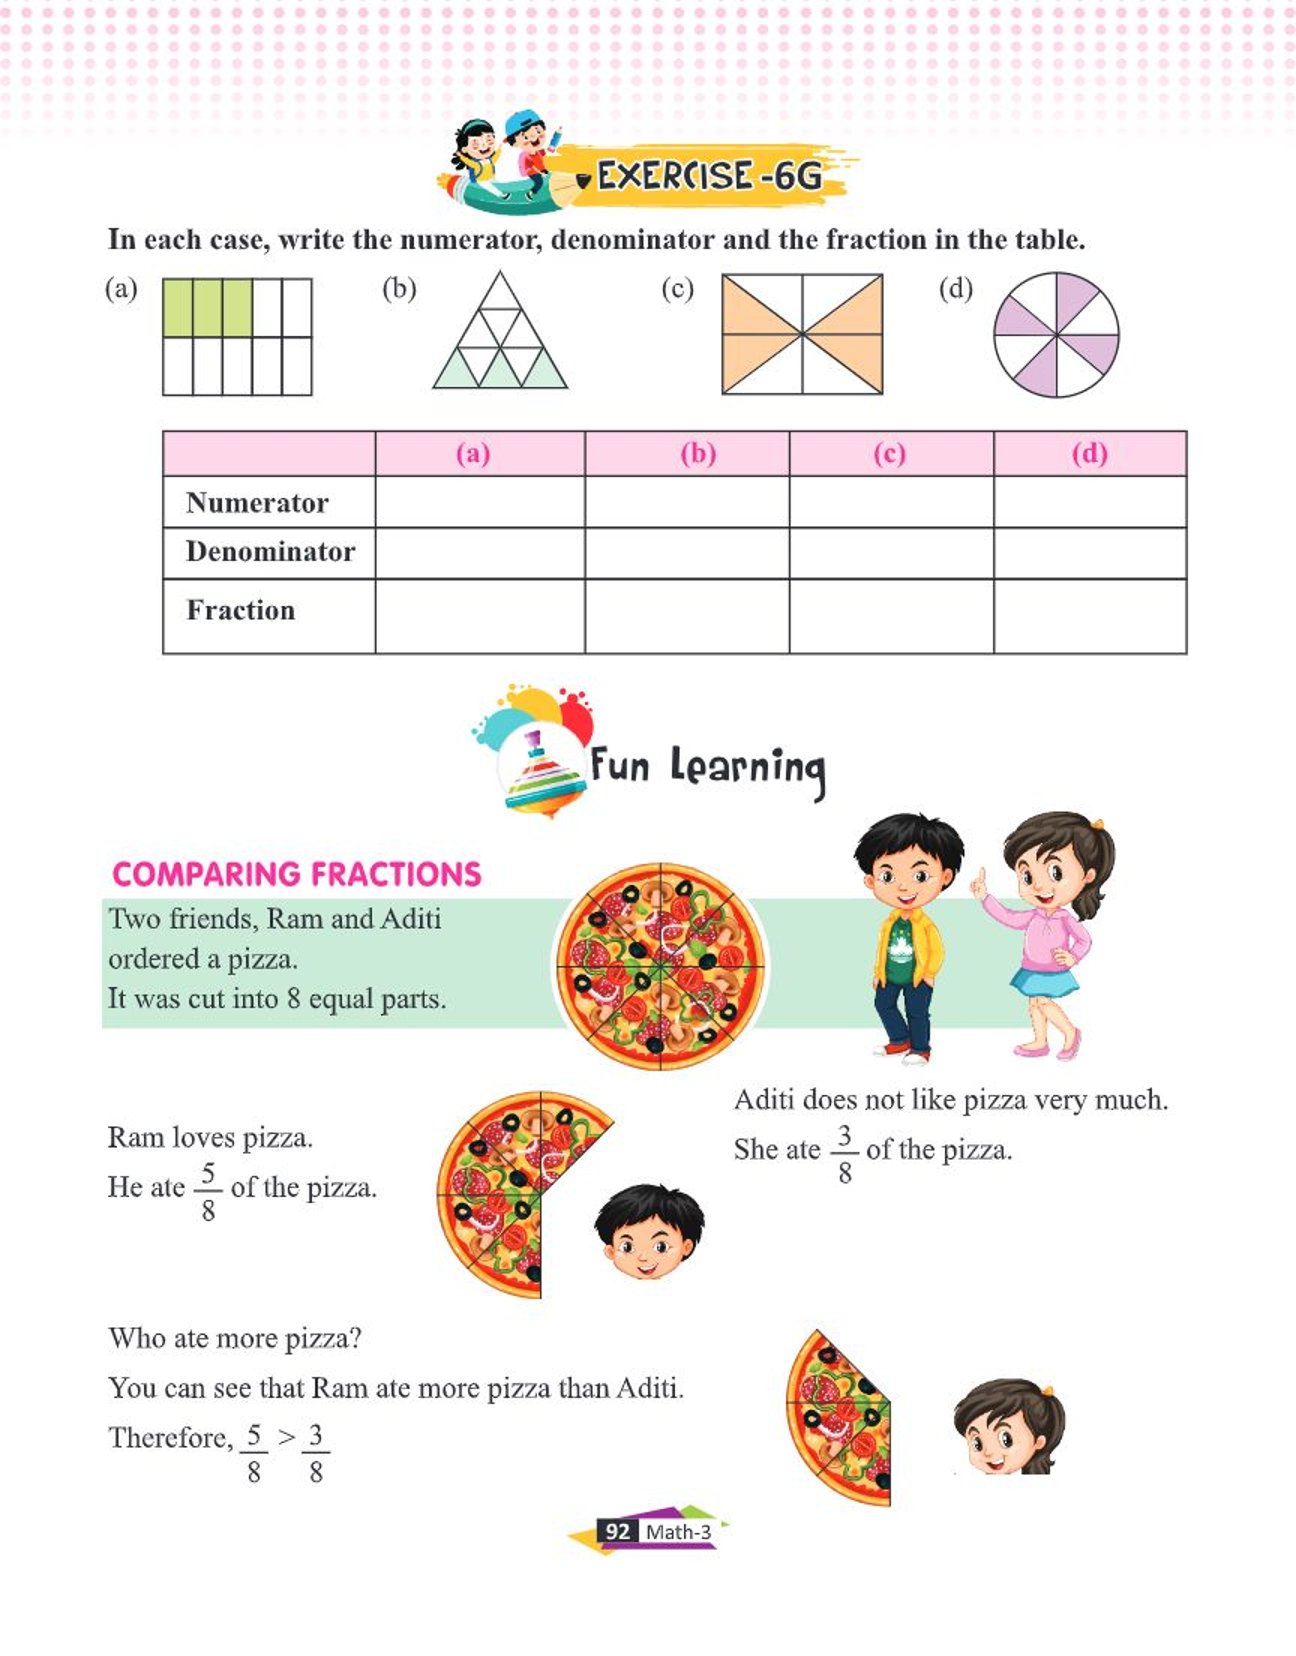 EXERCISE -6G
In each case, write the numerator, denominator and the fraction in the table.
(a) (b) (c) (d)
(a) (b) (c) (d)
Numerator
Denominator
Fraction
Fun Learning
COMPARING FRACTIONS
Two friends, Ram and Aditi
ordered a pizza.
It was cut into 8 equal parts.
Ram loves pizza.
He ate 5/8 of the pizza.
Aditi does not like pizza very much.
She ate 3/8 of the pizza.
Who ate more pizza?
You can see that Ram ate more pizza than Aditi.
Therefore, 5/8 > 3/8
92 Math-3